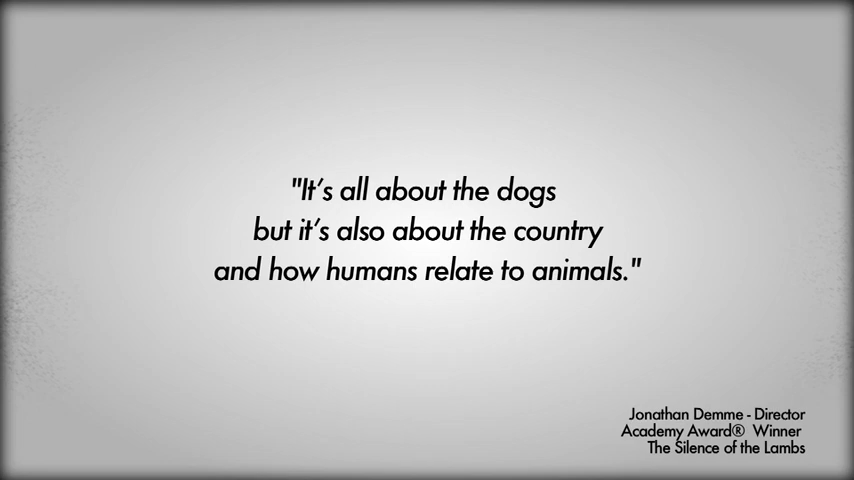 "It's all about the dogs
but it's also about the country
and how humans relate to animals."
Jonathan Demme - Director
Academy Award® Winner
The Silence of the Lambs